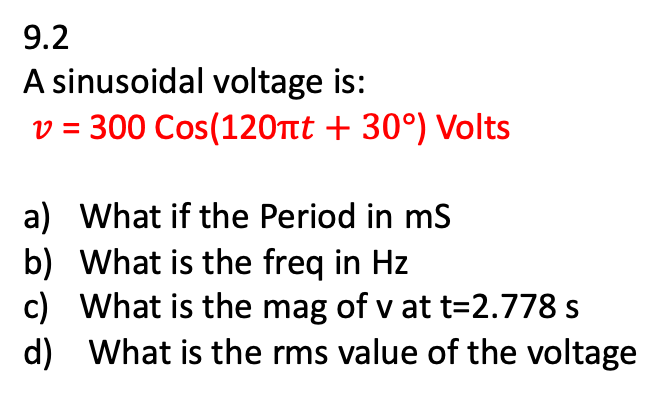 9.2
A sinusoidal voltage is:
v = 300 Cos(120πt + 30°) Volts
a) What if the Period in mS
b) What is the freq in Hz
c) What is the mag of v at t=2.778 s
d) What is the rms value of the voltage